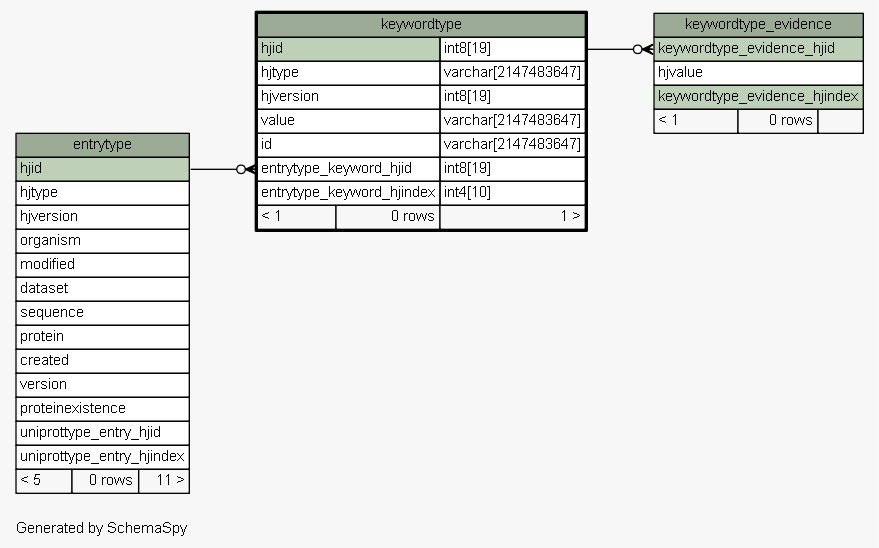 keywordtype
hjid int8[19]
hjtype varchar[2147483647]
hjversion int8[19]
value varchar[2147483647]
id varchar[2147483647]
entrytype_keyword_hjid int8[19]
entrytype_keyword_hjindex int4[10]
< 1 0 rows 1 >
keywordtype_evidence
keywordtype_evidence_hjid
hjvalue
keywordtype_evidence_hjindex
< 1 0 rows
entrytype
hjid
hjtype
hjversion
organism
modified
dataset
sequence
protein
created
version
proteinexistence
uniprottype_entry_hjid
uniprottype_entry_hjindex
< 5 0 rows 11 >
Generated by SchemaSpy